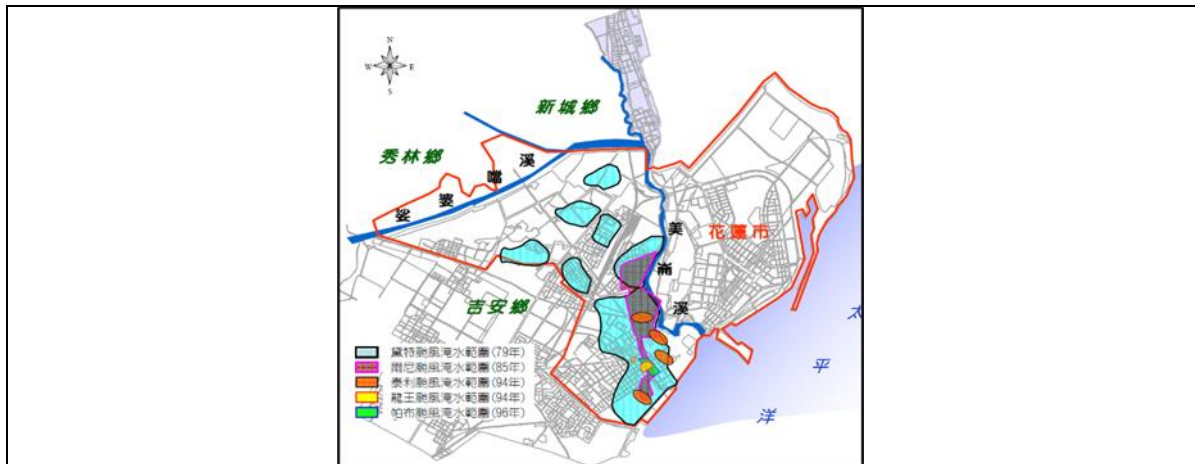 N
W E
S
新城鄉
秀林鄉
娑婆噹溪
美崙溪
花蓮市
吉安鄉
太平洋
黛特颱風淹水範圍(79年)
爾尼颱風淹水範圍(85年)
泰利颱風淹水範圍(94年)
龍王颱風淹水範圍(94年)
帕布颱風淹水範圍(96年)